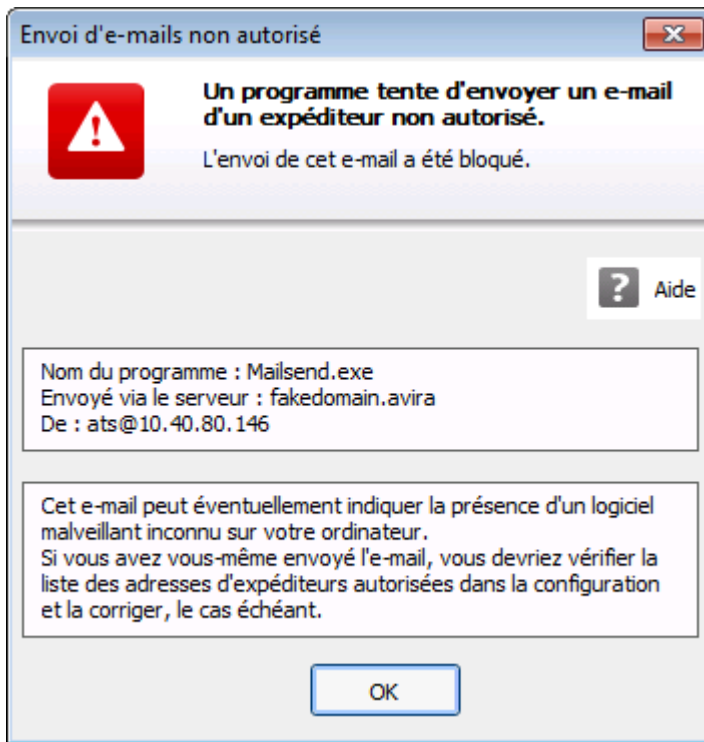 Envoi d'e-mails non autorisé
Un programme tente d'envoyer un e-mail
d'un expéditeur non autorisé.
L'envoi de cet e-mail a été bloqué.
Aide
Nom du programme : Mailsend.exe
Envoyé via le serveur : fakedomain.avira
De : ats@10.40.80.146
Cet e-mail peut éventuellement indiquer la présence d'un logiciel
malveillant inconnu sur votre ordinateur.
Si vous avez vous-même envoyé l'e-mail, vous devriez vérifier la
liste des adresses d'expéditeurs autorisées dans la configuration
et la corriger, le cas échéant.
OK